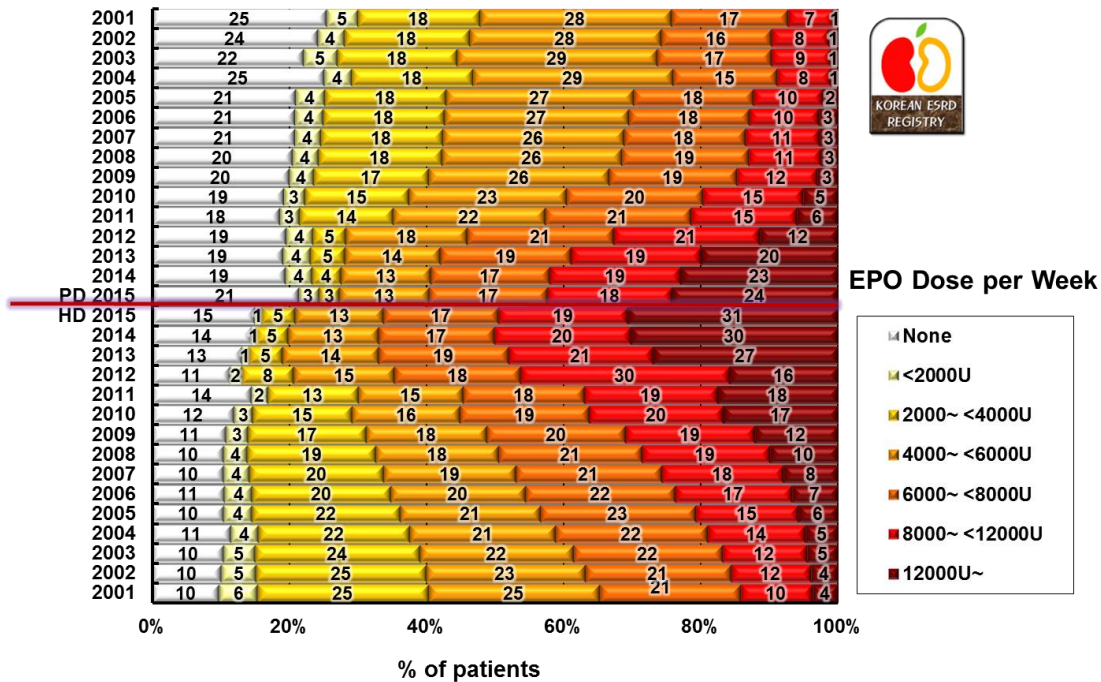 2001 25 5 18 28 17 7 1
2002 24 4 18 28 16 8 1
2003 22 5 18 29 17 9 1
2004 25 4 18 29 15 8 1
2005 21 4 18 27 18 10 2
2006 21 4 18 27 18 10 3
2007 21 4 18 26 18 11 3
2008 20 4 18 26 19 11 3
2009 20 4 17 26 19 12 3
2010 19 3 15 23 20 15 5
2011 18 3 14 22 21 15 6
2012 19 4 5 18 21 21 12
2013 19 4 5 14 19 19 20
2014 19 4 4 13 17 19 23
PD 2015 21 3 3 13 17 18 24
HD 2015 15 1 5 13 17 19 31
2014 14 1 5 13 17 20 30
2013 13 1 5 14 19 21 27
2012 11 2 8 15 18 30 16
2011 14 2 13 15 18 19 18
2010 12 3 15 16 19 20 17
2009 11 3 17 18 20 19 12
2008 10 4 19 18 21 19 10
2007 10 4 20 19 21 18 8
2006 11 4 20 20 22 17 7
2005 10 4 22 21 23 15 6
2004 11 4 22 21 22 14 5
2003 10 5 24 22 22 12 5
2002 10 5 25 23 21 12 4
2001 10 6 25 25 21 10 4
0% 20% 40% 60% 80% 100%
% of patients
KOREAN ESRD
REGISTRY
EPO Dose per Week
None
<2000U
2000~ <4000U
4000~ <6000U
6000~ <8000U
8000~ <12000U
12000U~